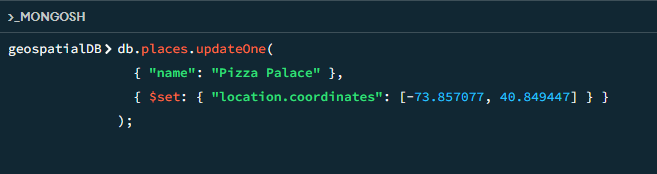 >_MONGOSH
geospatialDB> db.places.updateOne(
{ "name": "Pizza Palace" },
{ $set: { "location.coordinates": [-73.857077, 40.849447] } }
);